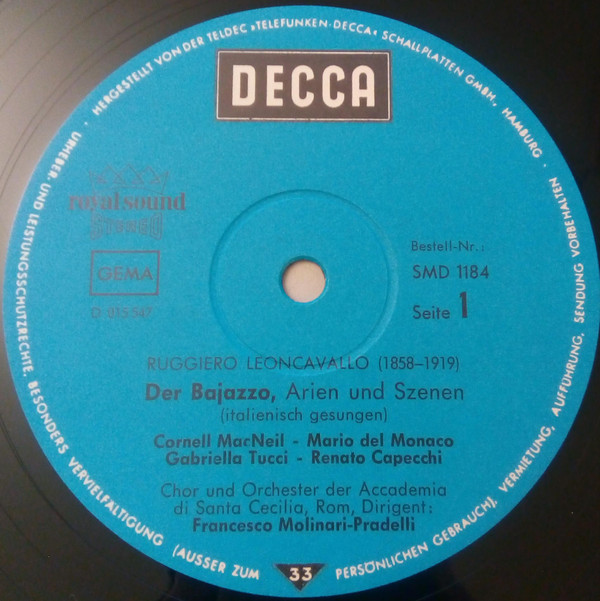 · HERGESTELLT VON DER TELDEC »TELEFUNKEN-DECCA« SCHALLPLATTEN GMBH., HAMBURG ·
DECCA
royal sound
STEREO
GEMA
Bestell-Nr.:
SMD 1184
Seite 1
RUGGIERO LEONCAVALLO (1858–1919)
Der Bajazzo, Arien und Szenen
(italienisch gesungen)
Cornell MacNeil - Mario del Monaco
Gabriella Tucci - Renato Capecchi
Chor und Orchester der Accademia
di Santa Cecilia, Rom, Dirigent:
Francesco Molinari-Pradelli
33
URHEBER- UND LEISTUNGSSCHUTZRECHTE, BESONDERS VERVIELFÄLTIGUNG (AUSSER ZUM PERSÖNLICHEN GEBRAUCH), VERMIETUNG, AUFFÜHRUNG, SENDUNG VORBEHALTEN